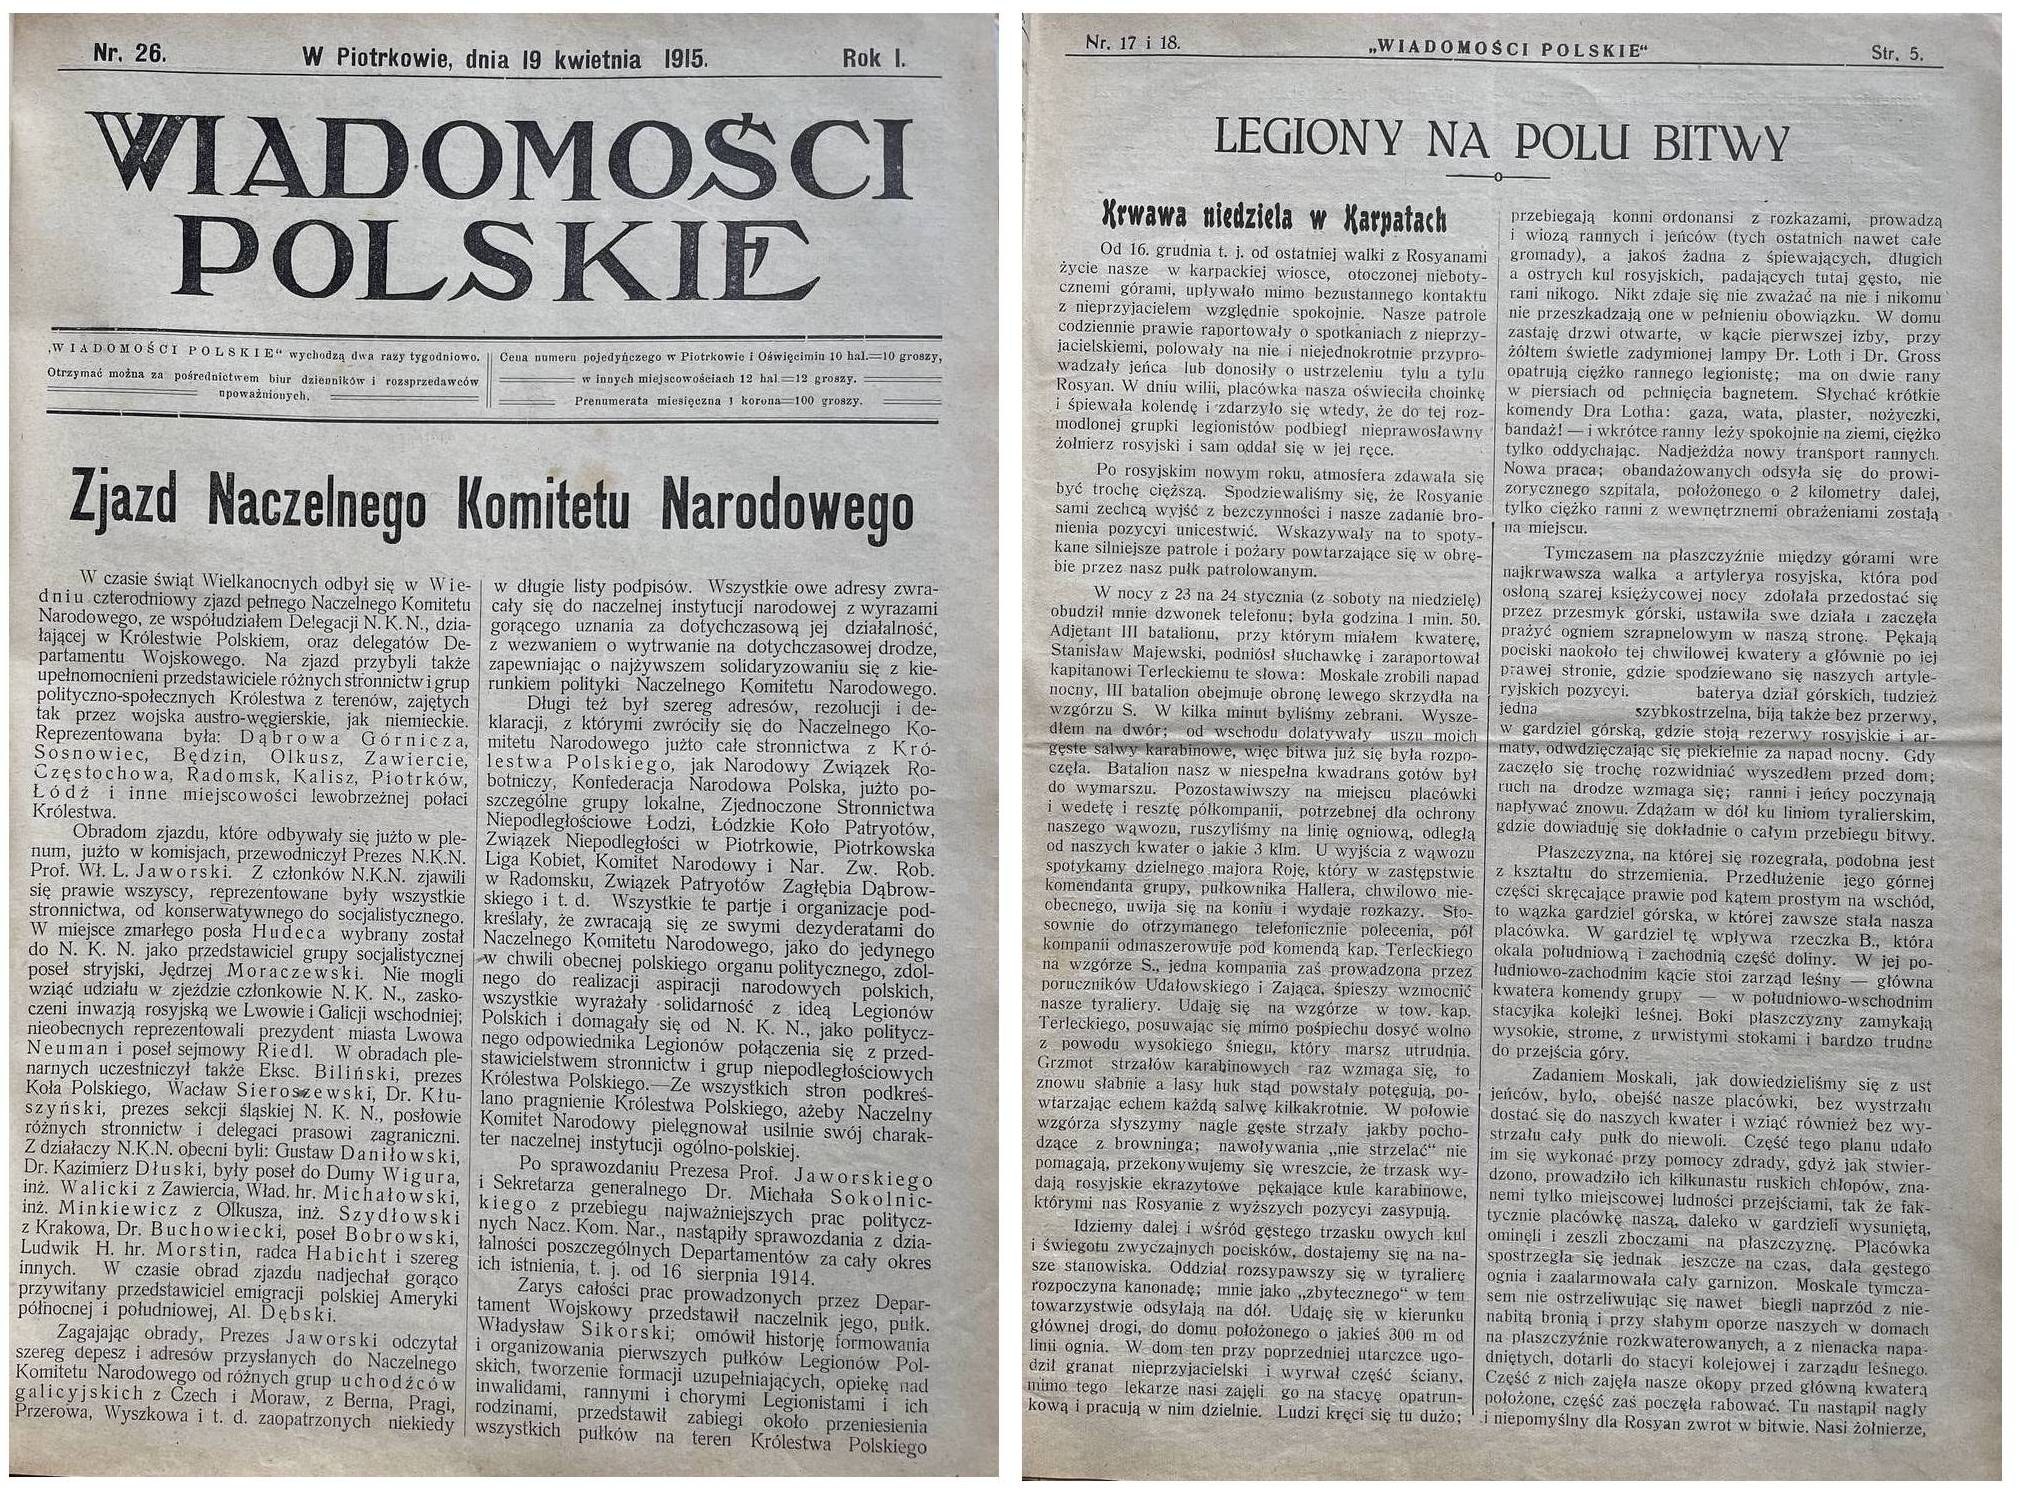 Nr. 26. W Piotrkowie, dnia 19 kwietnia 1915. Rok I.
WIADOMOŚCI
POLSKIE
„WIADOMOŚCI POLSKIE“ wychodzą dwa razy tygodniowo.
Otrzymać można za pośrednictwem biur dzienników i rozsprzedawców
upoważnionych.
Cena numeru pojedyńczego w Piotrkowie i Oświęcimiu 10 hal.=10 groszy,
w innych miejscowościach 12 hal.=12 groszy.
Prenumerata miesięczna 1 korona=100 groszy.
Zjazd Naczelnego Komitetu Narodowego
W czasie świąt Wielkanocnych odbył się w Wie-
dniu czterodniowy zjazd pełnego Naczelnego Komitetu
Narodowego, ze współudziałem Delegacji N. K. N., dzia-
łającej w Królestwie Polskiem, oraz delegatów De-
partamentu Wojskowego. Na zjazd przybyli także
upełnomocnieni przedstawiciele różnych stronnictw i grup
polityczno-społecznych Królestwa z terenów, zajętych
tak przez wojska austro-węgierskie, jak niemieckie.
Reprezentowana była: Dąbrowa Górnicza,
Sosnowiec, Będzin, Olkusz, Zawiercie,
Częstochowa, Radomsk, Kalisz, Piotrków,
Łódź i inne miejscowości lewobrzeżnej połaci
Królestwa.
Obradom zjazdu, które odbywały się jużto w ple-
num, jużto w komisjach, przewodniczył Prezes N.K.N.
Prof. Wł. L. Jaworski. Z członków N.K.N. zjawili
się prawie wszyscy, reprezentowane były wszystkie
stronnictwa, od konserwatywnego do socjalistycznego.
W miejsce zmarłego posła Hudeca wybrany został
do N. K. N. jako przedstawiciel grupy socjalistycznej
poseł stryjski, Jędrzej Moraczewski. Nie mogli
wziąć udziału w zjeździe członkowie N. K. N., zasko-
czeni inwazją rosyjską we Lwowie i Galicji wschodniej;
nieobecnych reprezentowali prezydent miasta Lwowa
Neuman i poseł sejmowy Riedl. W obradach ple-
narnych uczestniczył także Eksc. Biliński, prezes
Koła Polskiego, Wacław Sieroszewski, Dr. Kłu-
szyński, prezes sekcji śląskiej N. K. N., posłowie
różnych stronnictw i delegaci prasowi zagraniczni.
Z działaczy N.K.N. obecni byli: Gustaw Daniłowski,
Dr. Kazimierz Dłuski, były poseł do Dumy Wigura,
inż. Walicki z Zawiercia, Wład. hr. Michałowski,
inż. Minkiewicz z Olkusza, inż. Szydłowski
z Krakowa, Dr. Buchowiecki, poseł Bobrowski,
Ludwik H. hr. Morstin, radca Habicht i szereg
innych. W czasie obrad zjazdu nadjechał gorąco
przywitany przedstawiciel emigracji polskiej Ameryki
północnej i południowej, Al. Dębski.
Zagajając obrady, Prezes Jaworski odczytał
szereg depesz i adresów przysłanych do Naczelnego
Komitetu Narodowego od różnych grup uchodźców
galicyjskich z Czech i Moraw, z Berna, Pragi,
Przerowa, Wyszkowa i t. d. zaopatrzonych niekiedy
w długie listy podpisów. Wszystkie owe adresy zwra-
cały się do naczelnej instytucji narodowej z wyrazami
gorącego uznania za dotychczasową jej działalność,
z wezwaniem o wytrwanie na dotychczasowej drodze,
zapewniając o najżywszem solidaryzowaniu się z kie-
runkiem polityki Naczelnego Komitetu Narodowego.
Długi też był szereg adresów, rezolucji i de-
klaracji, z którymi zwróciły się do Naczelnego Ko-
mitetu Narodowego jużto całe stronnictwa z Kró-
lestwa Polskiego, jak Narodowy Związek Ro-
botniczy, Konfederacja Narodowa Polska, jużto po-
szczególne grupy lokalne, Zjednoczone Stronnictwa
Niepodległościowe Łodzi, Łódzkie Koło Patryotów,
Związek Niepodległości w Piotrkowie, Piotrkowska
Liga Kobiet, Komitet Narodowy i Nar. Zw. Rob.
w Radomsku, Związek Patryotów Zagłębia Dąbrow-
skiego i t. d. Wszystkie te partje i organizacje pod-
kreślały, że zwracają się ze swymi dezyderatami do
Naczelnego Komitetu Narodowego, jako do jedynego
w chwili obecnej polskiego organu politycznego, zdol-
nego do realizacji aspiracji narodowych polskich,
wszystkie wyrażały solidarność z ideą Legionów
Polskich i domagały się od N. K. N., jako politycz-
nego odpowiednika Legionów połączenia się z przed-
stawicielstwem stronnictw i grup niepodległościowych
Królestwa Polskiego.—Ze wszystkich stron podkreś-
lano pragnienie Królestwa Polskiego, ażeby Naczelny
Komitet Narodowy pielęgnował usilnie swój charak-
ter naczelnej instytucji ogólno-polskiej.
Po sprawozdaniu Prezesa Prof. Jaworskiego
i Sekretarza generalnego Dr. Michała Sokolnic-
kiego z przebiegu najważniejszych prac politycz-
nych Nacz. Kom. Nar., nastąpiły sprawozdania z dzia-
łalności poszczególnych Departamentów za cały okres
ich istnienia, t. j. od 16 sierpnia 1914.
Zarys całości prac prowadzonych przez Depar-
tament Wojskowy przedstawił naczelnik jego, pułk.
Władysław Sikorski; omówił historję formowania
i organizowania pierwszych pułków Legionów Pol-
skich, tworzenie formacji uzupełniających, opiekę nad
inwalidami, rannymi i chorymi Legionistami i ich
rodzinami, przedstawił zabiegi około przeniesienia
wszystkich pułków na teren Królestwa Polskiego
Nr. 17 i 18. „WIADOMOŚCI POLSKIE“ Str. 5.
LEGIONY NA POLU BITWY
Krwawa niedziela w Karpatach
Od 16. grudnia t. j. od ostatniej walki z Rosyanami
życie nasze w karpackiej wiosce, otoczonej nieboty-
cznemi górami, upływało mimo bezustannego kontaktu
z nieprzyjacielem względnie spokojnie. Nasze patrole
codziennie prawie raportowały o spotkaniach z nieprzy-
jacielskiemi, polowały na nie i niejednokrotnie przypro-
wadzały jeńca lub donosiły o ustrzeleniu tylu a tylu
Rosyan. W dniu wilii, placówka nasza oświeciła choinkę
i śpiewała kolendę i zdarzyło się wtedy, że do tej roz-
modlonej grupki legionistów podbiegł nieprawosławny
żołnierz rosyjski i sam oddał się w jej ręce.
Po rosyjskim nowym roku, atmosfera zdawała się
być trochę cięższą. Spodziewaliśmy się, że Rosyanie
sami zechcą wyjść z bezczynności i nasze zadanie bro-
nienia pozycyi unicestwić. Wskazywały na to spoty-
kane silniejsze patrole i pożary powtarzające się w obrę-
bie przez nasz pułk patrolowanym.
W nocy z 23 na 24 stycznia (z soboty na niedzielę)
obudził mnie dzwonek telefonu; była godzina 1 min. 50.
Adjetant III batalionu, przy którym miałem kwaterę,
Stanisław Majewski, podniósł słuchawkę i zaraportował
kapitanowi Terleckiemu te słowa: Moskale zrobili napad
nocny, III batalion obejmuje obronę lewego skrzydła na
wzgórzu S. W kilka minut byliśmy zebrani. Wysze-
dłem na dwór; od wschodu dolatywały uszu moich
gęste salwy karabinowe, więc bitwa już się była rozpo-
częła. Batalion nasz w niespełna kwadrans gotów był
do wymarszu. Pozostawiwszy na miejscu placówki
i wedetę i resztę półkompanii, potrzebnej dla ochrony
naszego wąwozu, ruszyliśmy na linię ogniową, odległą
od naszych kwater o jakie 3 klm. U wyjścia z wąwozu
spotykamy dzielnego majora Roję, który w zastępstwie
komendanta grupy, pułkownika Hallera, chwilowo nie-
obecnego, uwija się na koniu i wydaje rozkazy. Sto-
sownie do otrzymanego telefonicznie polecenia, pół
kompanii odmaszerowuje pod komendą kap. Terleckiego
na wzgórze S., jedna kompania zaś prowadzona przez
poruczników Udałowskiego i Zająca, śpieszy wzmocnić
nasze tyraliery. Udaję się na wzgórze w tow. kap.
Terleckiego, posuwając się mimo pośpiechu dosyć wolno
z powodu wysokiego śniegu, który marsz utrudnia.
Grzmot strzałów karabinowych raz wzmaga się, to
znowu słabnie a lasy huk stąd powstały potęgują, po-
wtarzając echem każdą salwę kilkakrotnie. W połowie
wzgórza słyszymy nagle gęste strzały jakby pocho-
dzące z browninga; nawoływania „nie strzelać“ nie
pomagają, przekonywujemy się wreszcie, że trzask wy-
dają rosyjskie ekrazytowe pękające kule karabinowe,
którymi nas Rosyanie z wyższych pozycyi zasypują.
Idziemy dalej i wśród gęstego trzasku owych kul
i świegotu zwyczajnych pocisków, dostajemy się na na-
sze stanowiska. Oddział rozsypawszy się w tyralierę
rozpoczyna kanonadę; mnie jako „zbytecznego“ w tem
towarzystwie odsyłają na dół. Udaję się w kierunku
głównej drogi, do domu położonego o jakieś 300 m od
linii ognia. W dom ten przy poprzedniej utarczce ugo-
dził granat nieprzyjacielski i wyrwał część ściany,
mimo tego lekarze nasi zajęli go na stacyę opatrun-
kową i pracują w nim dzielnie. Ludzi kręci się tu dużo;
przebiegają konni ordonansi z rozkazami, prowadzą
i wiozą rannych i jeńców (tych ostatnich nawet całe
gromady), a jakoś żadna z śpiewających, długich
a ostrych kul rosyjskich, padających tutaj gęsto, nie
rani nikogo. Nikt zdaje się nie zważać na nie i nikomu
nie przeszkadzają one w pełnieniu obowiązku. W domu
zastaję drzwi otwarte, w kącie pierwszej izby, przy
żółtem świetle zadymionej lampy Dr. Loth i Dr. Gross
opatrują ciężko rannego legionistę; ma on dwie rany
w piersiach od pchnięcia bagnetem. Słychać krótkie
komendy Dra Lotha: gaza, wata, plaster, nożyczki,
bandaż! — i wkrótce ranny leży spokojnie na ziemi, ciężko
tylko oddychając. Nadjeżdża nowy transport rannych.
Nowa praca; obandażowanych odsyła się do prowi-
zorycznego szpitala, położonego o 2 kilometry dalej,
tylko ciężko ranni z wewnętrznemi obrażeniami zostają
na miejscu.
Tymczasem na płaszczyźnie między górami wre
najkrwawsza walka a artylerya rosyjska, która pod
osłoną szarej księżycowej nocy zdołała przedostać się
przez przesmyk górski, ustawiła swe działa i zaczęła
prażyć ogniem szrapnelowym w naszą stronę. Pękają
pociski naokoło tej chwilowej kwatery a głównie po jej
prawej stronie, gdzie spodziewano się naszych artyle-
ryjskich pozycyi. baterya dział górskich, tudzież
jedna szybkostrzelna, biją także bez przerwy,
w gardziel górską, gdzie stoją rezerwy rosyjskie i ar-
maty, odwdzięczając się piekielnie za napad nocny. Gdy
zaczęło się trochę rozwidniać wyszedłem przed dom;
ruch na drodze wzmaga się; ranni i jeńcy poczynają
napływać znowu. Zdążam w dół ku liniom tyralierskim,
gdzie dowiaduję się dokładnie o całym przebiegu bitwy.
Płaszczyzna, na której się rozegrała, podobna jest
z kształtu do strzemienia. Przedłużenie jego górnej
części skręcające prawie pod kątem prostym na wschód,
to wązka gardziel górska, w której zawsze stała nasza
placówka. W gardziel tę wpływa rzeczka B., która
okala południową i zachodnią część doliny. W jej po-
łudniowo-zachodnim kącie stoi zarząd leśny — główna
kwatera komendy grupy — w południowo-wschodnim
stacyjka kolejki leśnej. Boki płaszczyzny zamykają
wysokie, strome, z urwistymi stokami i bardzo trudne
do przejścia góry.
Zadaniem Moskali, jak dowiedzieliśmy się z ust
jeńców, było, obejść nasze placówki, bez wystrzału
dostać się do naszych kwater i wziąć również bez wy-
strzału cały pułk do niewoli. Część tego planu udało
im się wykonać przy pomocy zdrady, gdyż jak stwier-
dzono, prowadziło ich kilkunastu ruskich chłopów, zna-
nemi tylko miejscowej ludności przejściami, tak że fak-
tycznie placówkę naszą, daleko w gardzieli wysuniętą,
ominęli i zeszli zboczami na płaszczyznę. Placówka
spostrzegła się jednak jeszcze na czas, dała gęstego
ognia i zaalarmowała cały garnizon. Moskale tymcza-
sem nie ostrzeliwując się nawet biegli naprzód z nie-
nabitą bronią i przy słabym oporze naszych w domach
na płaszczyźnie rozkwaterowanych, a z nienacka napa-
dniętych, dotarli do stacyi kolejowej i zarządu leśnego.
Część z nich zajęła nasze okopy przed główną kwaterą
położone, część zaś poczęła rabować. Tu nastąpił nagły
i niepomyślny dla Rosyan zwrot w bitwie. Nasi żołnierze,